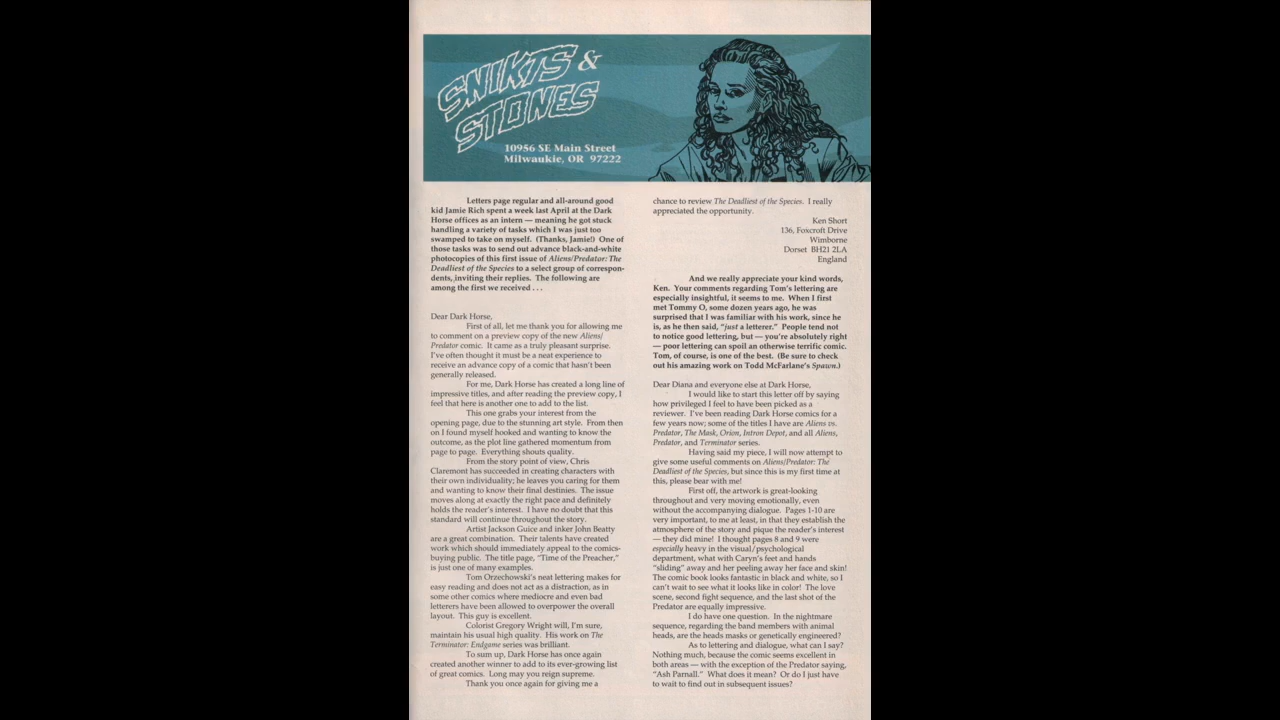 SNIKTS &
STONES
10956 SE Main Street
Milwaukie, OR 97222
Letters page regular and all-around good
kid Jamie Rich spent a week last April at the Dark
Horse offices as an intern — meaning he got stuck
handling a variety of tasks which I was just too
swamped to take on myself. (Thanks, Jamie!) One of
those tasks was to send out advance black-and-white
photocopies of this first issue of Aliens/Predator: The
Deadliest of the Species to a select group of correspon-
dents, inviting their replies. The following are
among the first we received . . .
Dear Dark Horse,
First of all, let me thank you for allowing me
to comment on a preview copy of the new Aliens/
Predator comic. It came as a truly pleasant surprise.
I've often thought it must be a neat experience to
receive an advance copy of a comic that hasn't been
generally released.
For me, Dark Horse has created a long line of
impressive titles, and after reading the preview copy, I
feel that here is another one to add to the list.
This one grabs your interest from the
opening page, due to the stunning art style. From then
on I found myself hooked and wanting to know the
outcome, as the plot line gathered momentum from
page to page. Everything shouts quality.
From the story point of view, Chris
Claremont has succeeded in creating characters with
their own individuality; he leaves you caring for them
and wanting to know their final destinies. The issue
moves along at exactly the right pace and definitely
holds the reader's interest. I have no doubt that this
standard will continue throughout the story.
Artist Jackson Guice and inker John Beatty
are a great combination. Their talents have created
work which should immediately appeal to the comics-
buying public. The title page, "Time of the Preacher,"
is just one of many examples.
Tom Orzechowski's neat lettering makes for
easy reading and does not act as a distraction, as in
some other comics where mediocre and even bad
letterers have been allowed to overpower the overall
layout. This guy is excellent.
Colorist Gregory Wright will, I'm sure,
maintain his usual high quality. His work on The
Terminator: Endgame series was brilliant.
To sum up, Dark Horse has once again
created another winner to add to its ever-growing list
of great comics. Long may you reign supreme.
Thank you once again for giving me a
chance to review The Deadliest of the Species. I really
appreciated the opportunity.
Ken Short
136, Foxcroft Drive
Wimborne
Dorset BH21 2LA
England
And we really appreciate your kind words,
Ken. Your comments regarding Tom's lettering are
especially insightful, it seems to me. When I first
met Tommy O, some dozen years ago, he was
surprised that I was familiar with his work, since he
is, as he then said, "just a letterer." People tend not
to notice good lettering, but — you're absolutely right
— poor lettering can spoil an otherwise terrific comic.
Tom, of course, is one of the best. (Be sure to check
out his amazing work on Todd McFarlane's Spawn.)
Dear Diana and everyone else at Dark Horse,
I would like to start this letter off by saying
how privileged I feel to have been picked as a
reviewer. I've been reading Dark Horse comics for a
few years now; some of the titles I have are Aliens vs.
Predator, The Mask, Orion, Intron Depot, and all Aliens,
Predator, and Terminator series.
Having said my piece, I will now attempt to
give some useful comments on Aliens/Predator: The
Deadliest of the Species, but since this is my first time at
this, please bear with me!
First off, the artwork is great-looking
throughout and very moving emotionally, even
without the accompanying dialogue. Pages 1-10 are
very important, to me at least, in that they establish the
atmosphere of the story and pique the reader's interest
— they did mine! I thought pages 8 and 9 were
especially heavy in the visual/psychological
department, what with Caryn's feet and hands
"sliding" away and her peeling away her face and skin!
The comic book looks fantastic in black and white, so I
can't wait to see what it looks like in color! The love
scene, second fight sequence, and the last shot of the
Predator are equally impressive.
I do have one question. In the nightmare
sequence, regarding the band members with animal
heads, are the heads masks or genetically engineered?
As to lettering and dialogue, what can I say?
Nothing much, because the comic seems excellent in
both areas — with the exception of the Predator saying,
"Ash Parnall." What does it mean? Or do I just have
to wait to find out in subsequent issues?